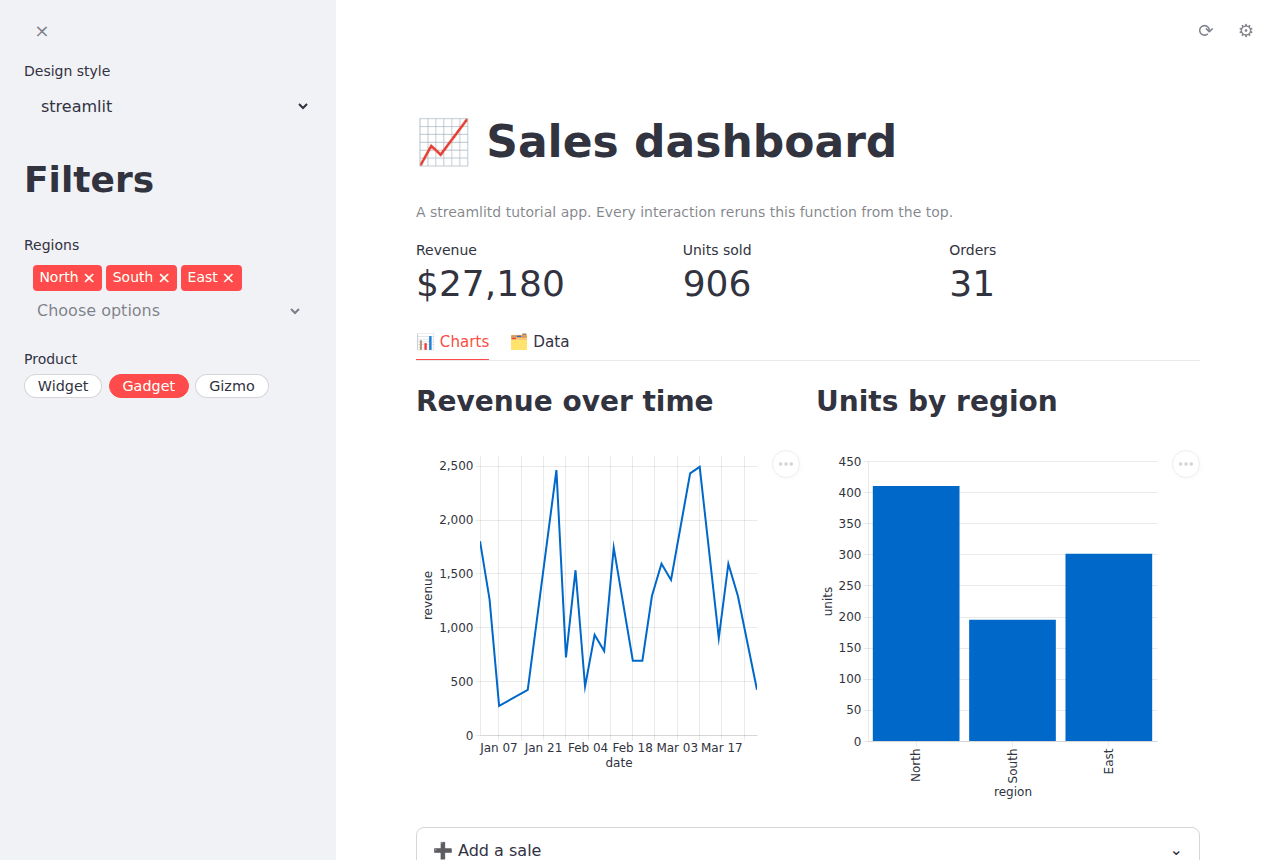 ×
Design style
streamlit
Filters
Regions
North × South × East ×
Choose options
Product
Widget Gadget Gizmo
📈 Sales dashboard
A streamlitd tutorial app. Every interaction reruns this function from the top.
Revenue Units sold Orders
$27,180 906 31
📊 Charts 🗂️ Data
Revenue over time
2,500
2,000
1,500
1,000
500
0
revenue
Jan 07 Jan 21 Feb 04 Feb 18 Mar 03 Mar 17
date
Units by region
450
400
350
300
250
200
150
100
50
0
units
North South East
region
➕ Add a sale